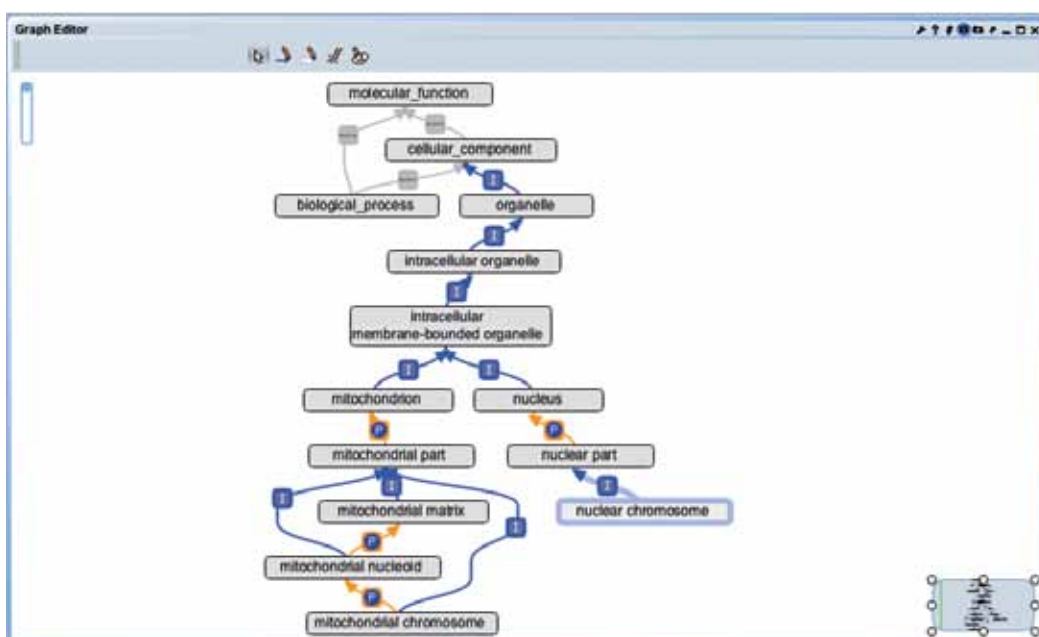 Graph Editor
molecular_function
cellular_component
I
biological_process
organelle
I
intracellular organelle
I
intracellular
membrane-bounded organelle
I
I
mitochondrion
nucleus
P
P
mitochondrial part
nuclear part
I
I
I
mitochondrial matrix
nuclear chromosome
I
P
mitochondrial nucleoid
P
mitochondrial chromosome